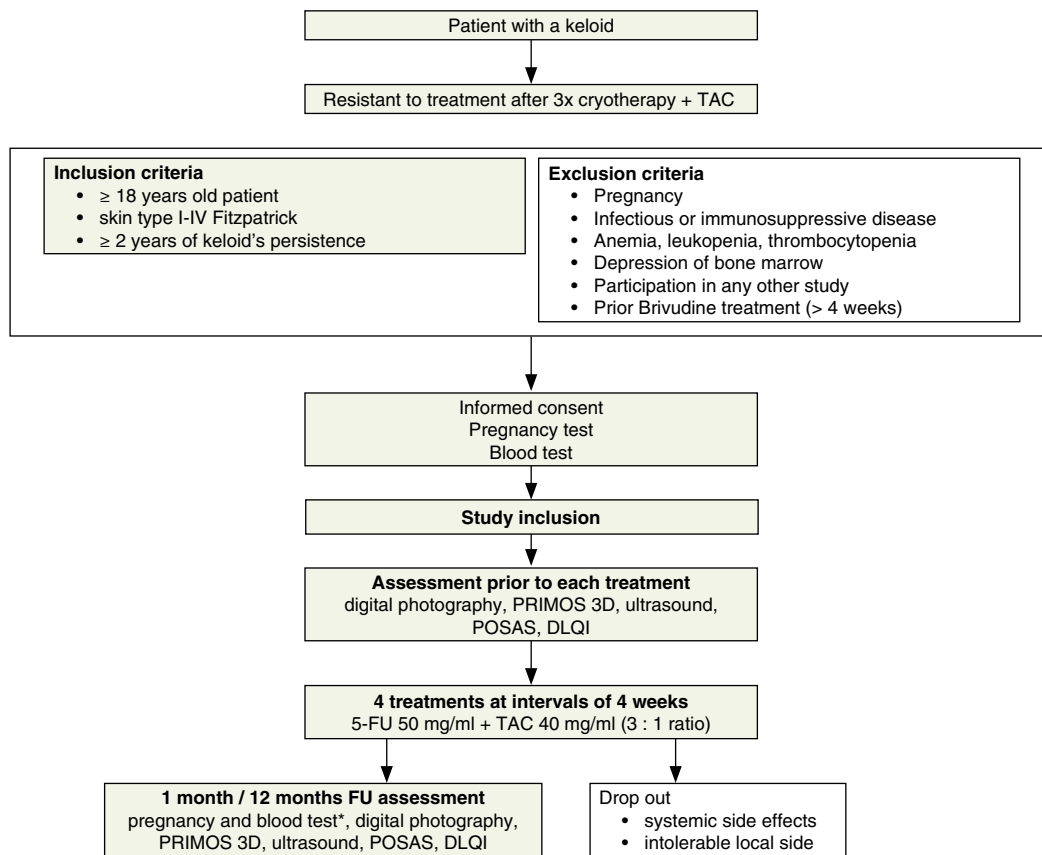 Patient with a keloid
Resistant to treatment after 3x cryotherapy + TAC
Inclusion criteria
• ≥ 18 years old patient
• skin type I-IV Fitzpatrick
• ≥ 2 years of keloid's persistence
Exclusion criteria
• Pregnancy
• Infectious or immunosuppressive disease
• Anemia, leukopenia, thrombocytopenia
• Depression of bone marrow
• Participation in any other study
• Prior Brivudine treatment (> 4 weeks)
Informed consent
Pregnancy test
Blood test
Study inclusion
Assessment prior to each treatment
digital photography, PRIMOS 3D, ultrasound,
POSAS, DLQI
4 treatments at intervals of 4 weeks
5-FU 50 mg/ml + TAC 40 mg/ml (3 : 1 ratio)
1 month / 12 months FU assessment
pregnancy and blood test*, digital photography,
PRIMOS 3D, ultrasound, POSAS, DLQI
Drop out
• systemic side effects
• intolerable local side